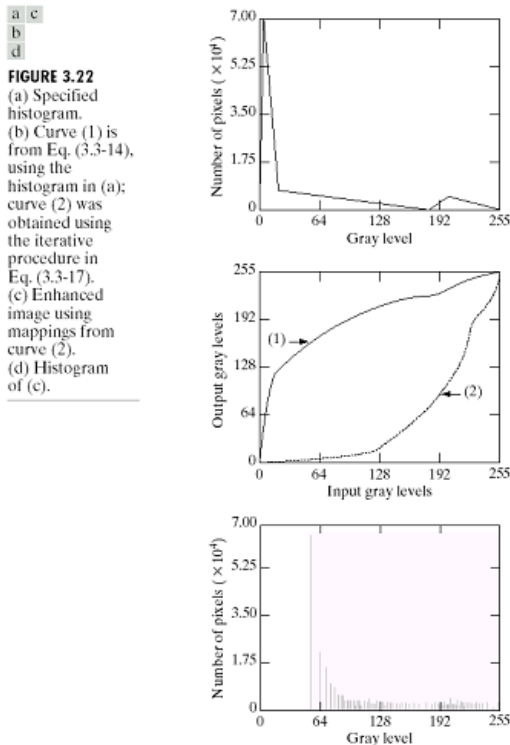 a c
b
d
FIGURE 3.22
(a) Specified
histogram.
(b) Curve (1) is
from Eq. (3.3-14),
using the
histogram in (a);
curve (2) was
obtained using
the iterative
procedure in
Eq. (3.3-17).
(c) Enhanced
image using
mappings from
curve (2).
(d) Histogram
of (c).
Number of pixels (×10⁴)
7.00
5.25
3.50
1.75
0
0 64 128 192 255
Gray level
Output gray levels
255
192
128
64
0
(1)
(2)
0 64 128 192 255
Input gray levels
Number of pixels (×10⁴)
7.00
5.25
3.50
1.75
0
0 64 128 192 255
Gray level